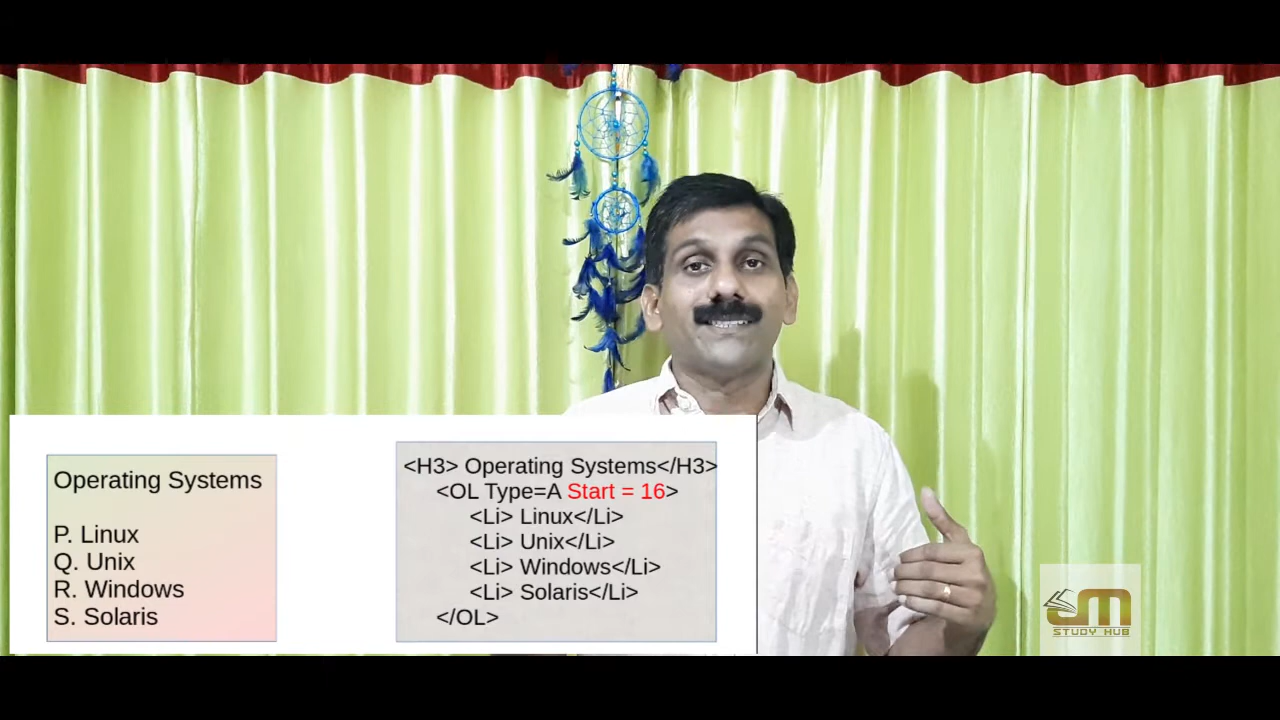 Operating Systems
P. Linux
Q. Unix
R. Windows
S. Solaris
<H3> Operating Systems</H3>
<OL Type=A Start = 16>
<Li> Linux</Li>
<Li> Unix</Li>
<Li> Windows</Li>
<Li> Solaris</Li>
</OL>
STUDY HUB